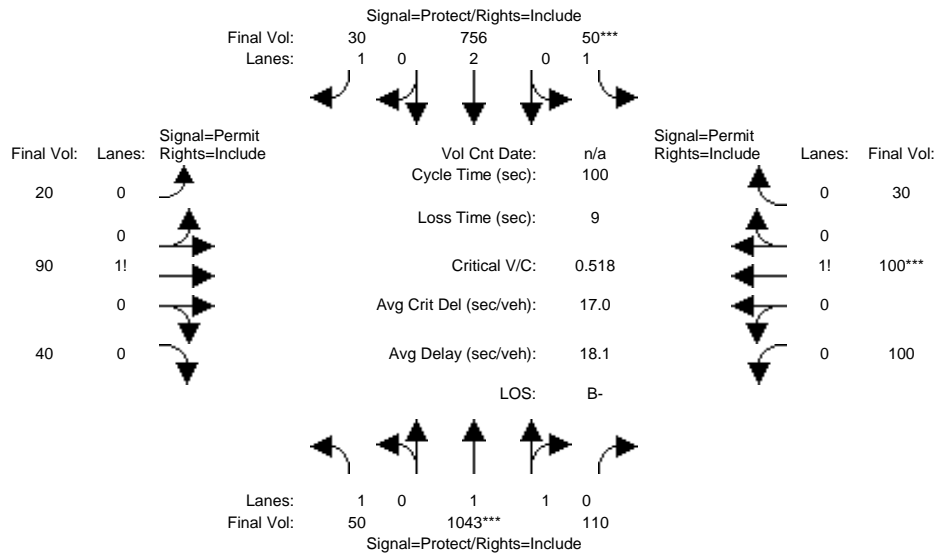 Signal=Protect/Rights=Include
Final Vol: 30 756 50***
Lanes: 1 0 2 0 1
Signal=Permit
Final Vol: Lanes: Rights=Include
Vol Cnt Date: n/a
Signal=Permit
Rights=Include Lanes: Final Vol:
Cycle Time (sec): 100
20 0
0 30
Loss Time (sec): 9
0
0
90 1!
Critical V/C: 0.518
1! 100***
0
Avg Crit Del (sec/veh): 17.0
0
40 0
Avg Delay (sec/veh): 18.1
0 100
LOS: B-
Lanes: 1 0 1 1 0
Final Vol: 50 1043*** 110
Signal=Protect/Rights=Include